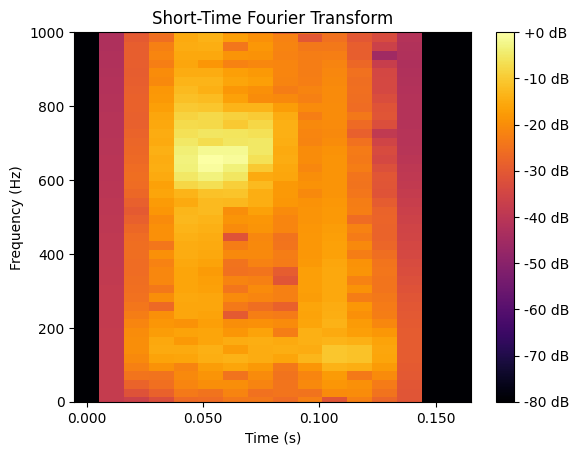 Short-Time Fourier Transform
1000
800
600
400
200
0
Frequency (Hz)
0.000
0.050
0.100
0.150
Time (s)
+0 dB
-10 dB
-20 dB
-30 dB
-40 dB
-50 dB
-60 dB
-70 dB
-80 dB